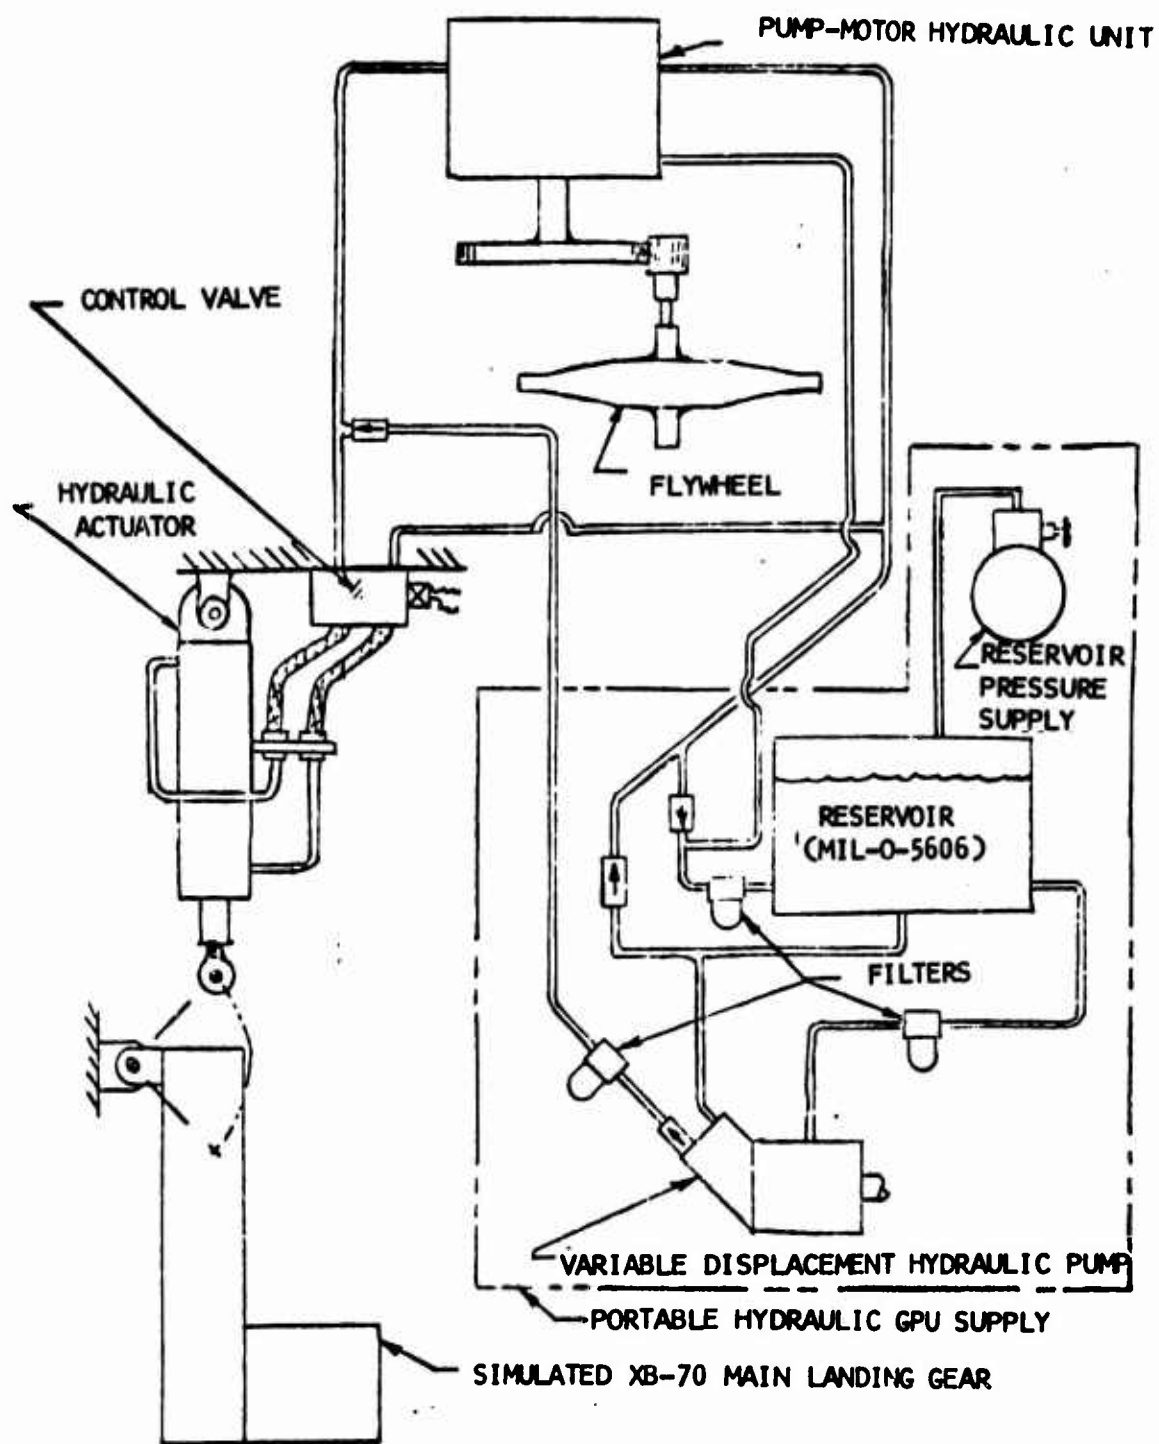 PUMP-MOTOR HYDRAULIC UNIT
CONTROL VALVE
HYDRAULIC
ACTUATOR
FLYWHEEL
RESERVOIR
PRESSURE
SUPPLY
RESERVOIR
(MIL-O-5606)
FILTERS
VARIABLE DISPLACEMENT HYDRAULIC PUMP
PORTABLE HYDRAULIC GPU SUPPLY
SIMULATED XB-70 MAIN LANDING GEAR